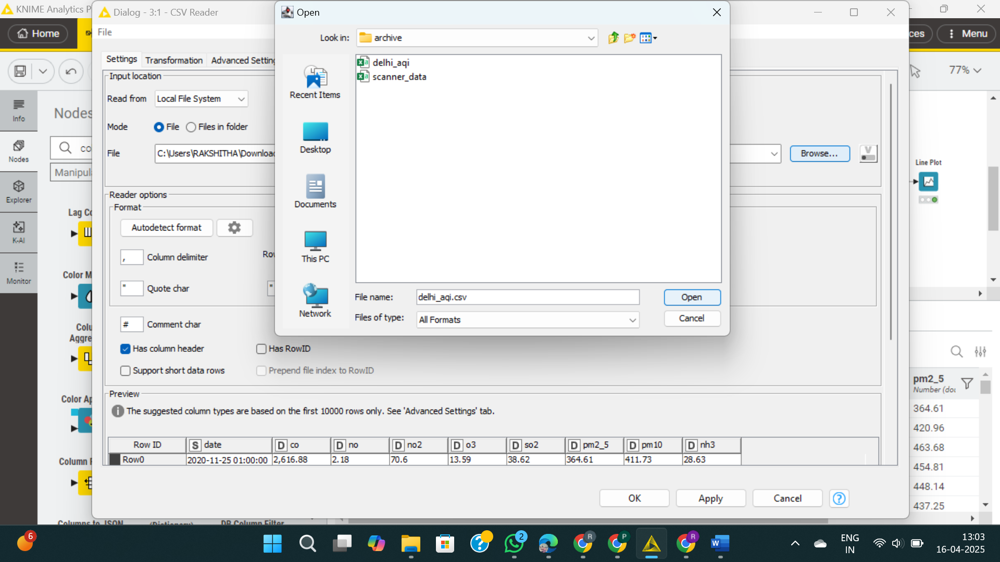 KNIME Analytics P
Dialog - 3:1 - CSV Reader
Open
Home
File
Look in:
archive
Menu
Settings
Transformation
Advanced Setting
delhi_aqi
scanner_data
77%
Input location
Read from
Local File System
Recent Items
Info
Nodes
Mode
File
Files in folder
Desktop
Nodes
co
File
C:\Users\RAKSHITHA\Downloa
Browse...
V
Line Plot
Manipul
Explorer
Reader options
Format
Documents
Lag Co
Autodetect format
K-AI
,
Column delimiter
Ro
This PC
Color M
Monitor
"
Quote char
"
File name:
delhi_aqi.csv
Open
Network
Files of type:
All Formats
Cancel
#
Comment char
Colu
Aggre
Has column header
Has RowID
Support short data rows
Prepend file index to RowID
pm2_5
Number (dou
Preview
Color Ap
The suggested column types are based on the first 10000 rows only. See 'Advanced Settings' tab.
364.61
420.96
Row ID
S date
D co
D no
D no2
D o3
D so2
D pm2_5
D pm10
D nh3
463.68
Column R
Row0
2020-11-25 01:00:00
2,616.88
2.18
70.6
13.59
38.62
364.61
411.73
28.63
454.81
448.14
OK
Apply
Cancel
?
437.25
Columns to JSON
(Dictionary)
DB Column Filter
6
2
R
P
R
W
ENG
IN
13:03
16-04-2025